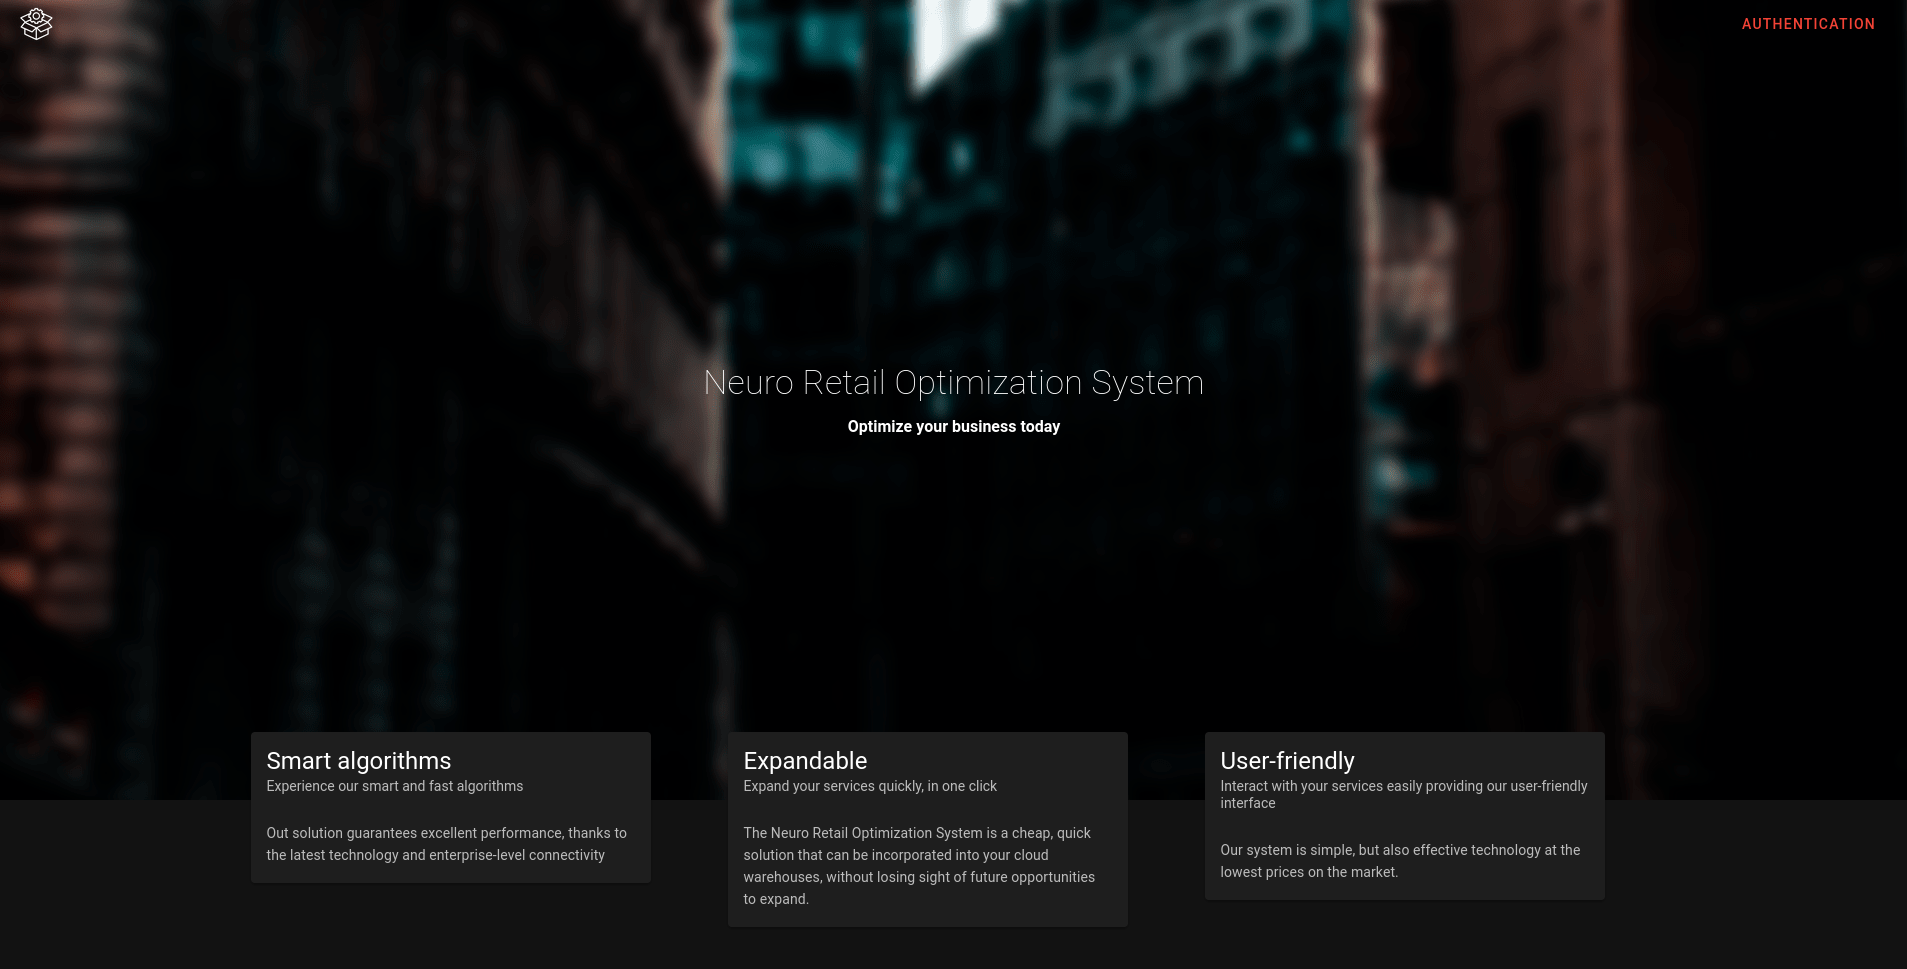 AUTHENTICATION
Neuro Retail Optimization System
Optimize your business today
Smart algorithms
Experience our smart and fast algorithms
Out solution guarantees excellent performance, thanks to
the latest technology and enterprise-level connectivity
Expandable
Expand your services quickly, in one click
The Neuro Retail Optimization System is a cheap, quick
solution that can be incorporated into your cloud
warehouses, without losing sight of future opportunities
to expand.
User-friendly
Interact with your services easily providing our user-friendly
interface
Our system is simple, but also effective technology at the
lowest prices on the market.